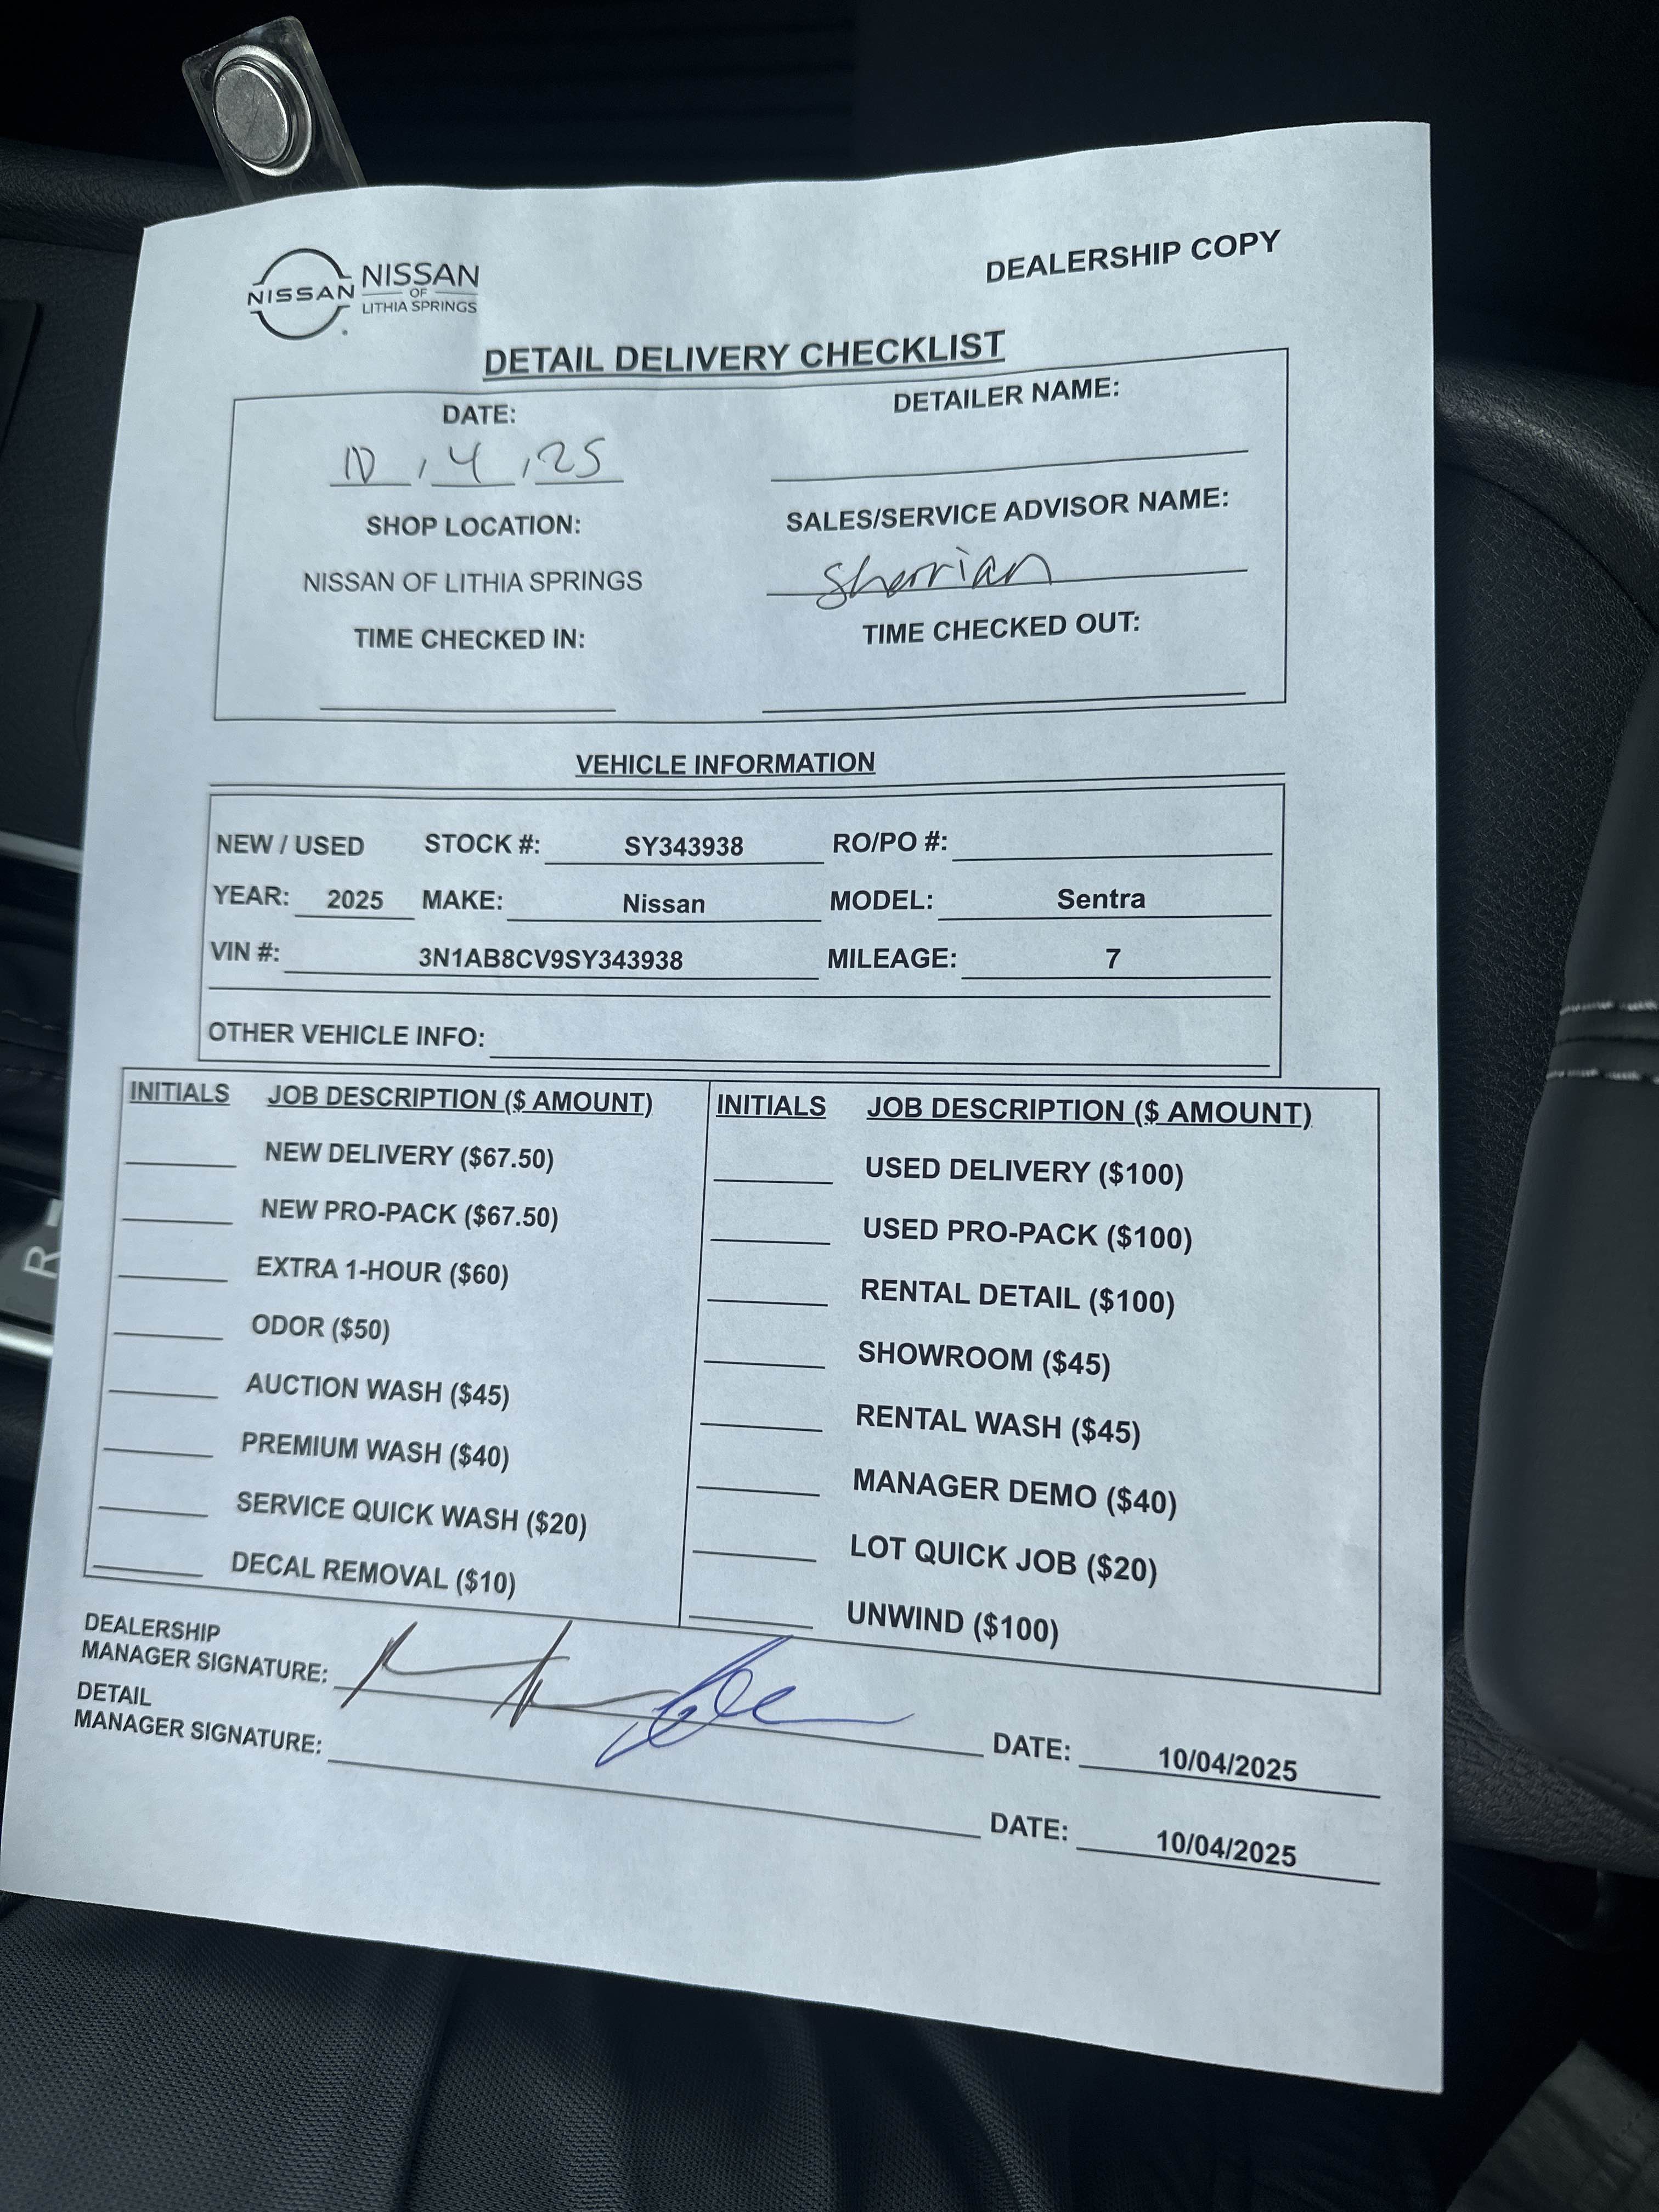 DEALERSHIP COPY
NISSAN NISSAN
OF
LITHIA SPRINGS
DETAIL DELIVERY CHECKLIST
DATE: DETAILER NAME:
10 / 4 / 25
SHOP LOCATION: SALES/SERVICE ADVISOR NAME:
NISSAN OF LITHIA SPRINGS Sherrian
TIME CHECKED IN: TIME CHECKED OUT:
VEHICLE INFORMATION
NEW / USED STOCK #: SY343938 RO/PO #:
YEAR: 2025 MAKE: Nissan MODEL: Sentra
VIN #: 3N1AB8CV9SY343938 MILEAGE: 7
OTHER VEHICLE INFO:
INITIALS JOB DESCRIPTION ($ AMOUNT) INITIALS JOB DESCRIPTION ($ AMOUNT)
NEW DELIVERY ($67.50) USED DELIVERY ($100)
NEW PRO-PACK ($67.50) USED PRO-PACK ($100)
EXTRA 1-HOUR ($60) RENTAL DETAIL ($100)
ODOR ($50) SHOWROOM ($45)
AUCTION WASH ($45) RENTAL WASH ($45)
PREMIUM WASH ($40) MANAGER DEMO ($40)
SERVICE QUICK WASH ($20) LOT QUICK JOB ($20)
DECAL REMOVAL ($10) UNWIND ($100)
DEALERSHIP
MANAGER SIGNATURE: DATE: 10/04/2025
DETAIL
MANAGER SIGNATURE: DATE: 10/04/2025
R